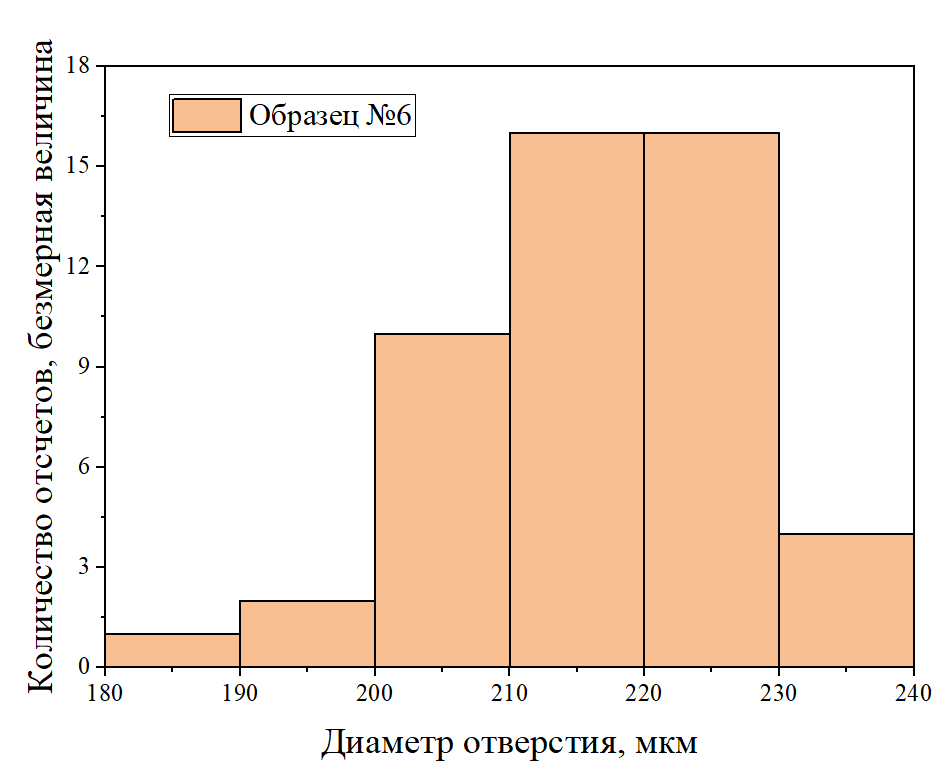 Количество отсчетов, безмерная величина
18
15
12
9
6
3
0
Образец №6
180 190 200 210 220 230 240
Диаметр отверстия, мкм